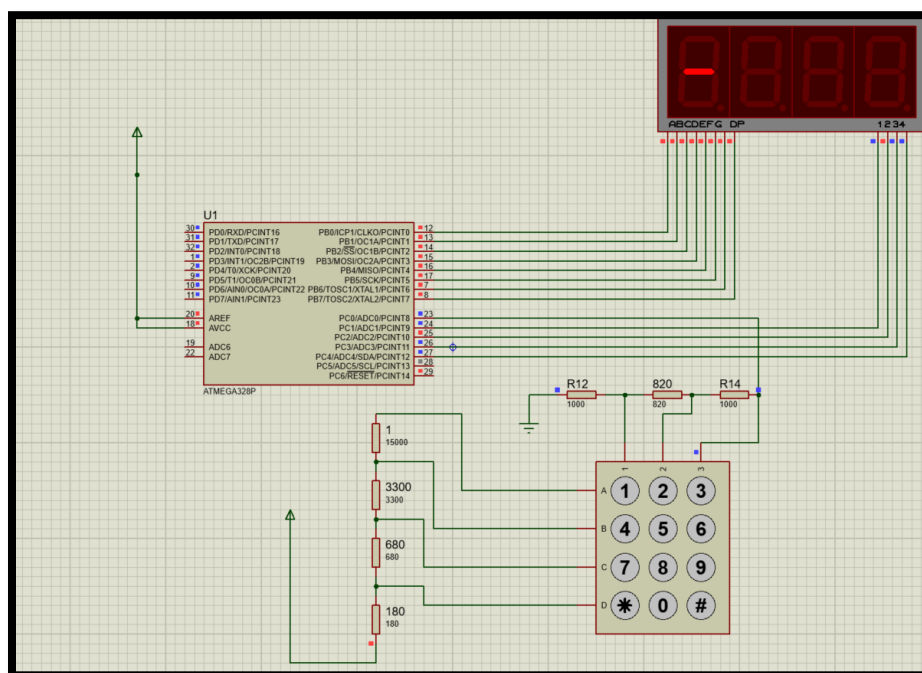 ABCDEFG DP
1234
U1
30 PD0/RXD/PCINT16 PB0/ICP1/CLKO/PCINT0 12
31 PD1/TXD/PCINT17 PB1/OC1A/PCINT1 13
32 PD2/INT0/PCINT18 PB2/SS/OC1B/PCINT2 14
1 PD3/INT1/OC2B/PCINT19 PB3/MOSI/OC2A/PCINT3 15
2 PD4/T0/XCK/PCINT20 PB4/MISO/PCINT4 16
9 PD5/T1/OC0B/PCINT21 PB5/SCK/PCINT5 17
10 PD6/AIN0/OC0A/PCINT22 PB6/TOSC1/XTAL1/PCINT6 7
11 PD7/AIN1/PCINT23 PB7/TOSC2/XTAL2/PCINT7 8
20 AREF PC0/ADC0/PCINT8 23
18 AVCC PC1/ADC1/PCINT9 24
PC2/ADC2/PCINT10 25
19 ADC6 PC3/ADC3/PCINT11 26
22 ADC7 PC4/ADC4/SDA/PCINT12 27
PC5/ADC5/SCL/PCINT13 28
PC6/RESET/PCINT14 29
ATMEGA328P
R12 820 R14
1000 820 1000
1
15000
3300
3300
680
680
180
180
1 2 3
A 1 2 3
B 4 5 6
C 7 8 9
D * 0 #